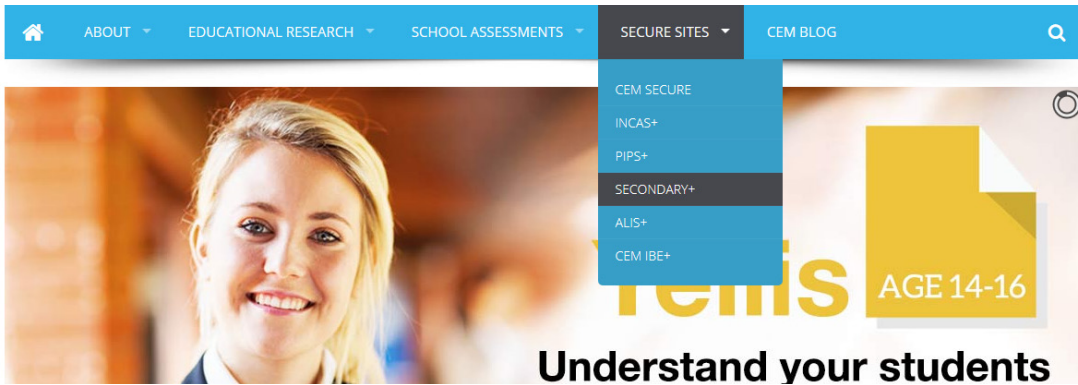 ABOUT EDUCATIONAL RESEARCH SCHOOL ASSESSMENTS SECURE SITES CEM BLOG
CEM SECURE
INCAS+
PIPS+
SECONDARY+
ALIS+
CEM IBE+
Yellis
AGE 14-16
Understand your students